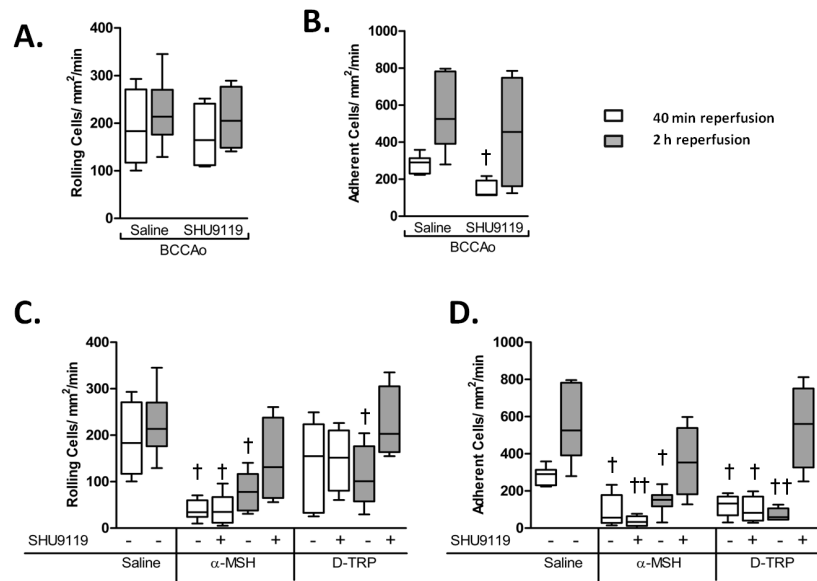 A.
Rolling Cells/ mm²/min
400
300
200
100
0
Saline SHU9119
BCCAo
B.
Adherent Cells/ mm²/min
1000
800
600
400
200
0
†
Saline SHU9119
BCCAo
40 min reperfusion
2 h reperfusion
C.
Rolling Cells/ mm²/min
400
300
200
100
0
† † † †
SHU9119 - - - + - + - + - +
Saline α-MSH D-TRP
D.
Adherent Cells/ mm²/min
1000
800
600
400
200
0
† †† † † † ††
SHU9119 - - - + - + - + - +
Saline α-MSH D-TRP